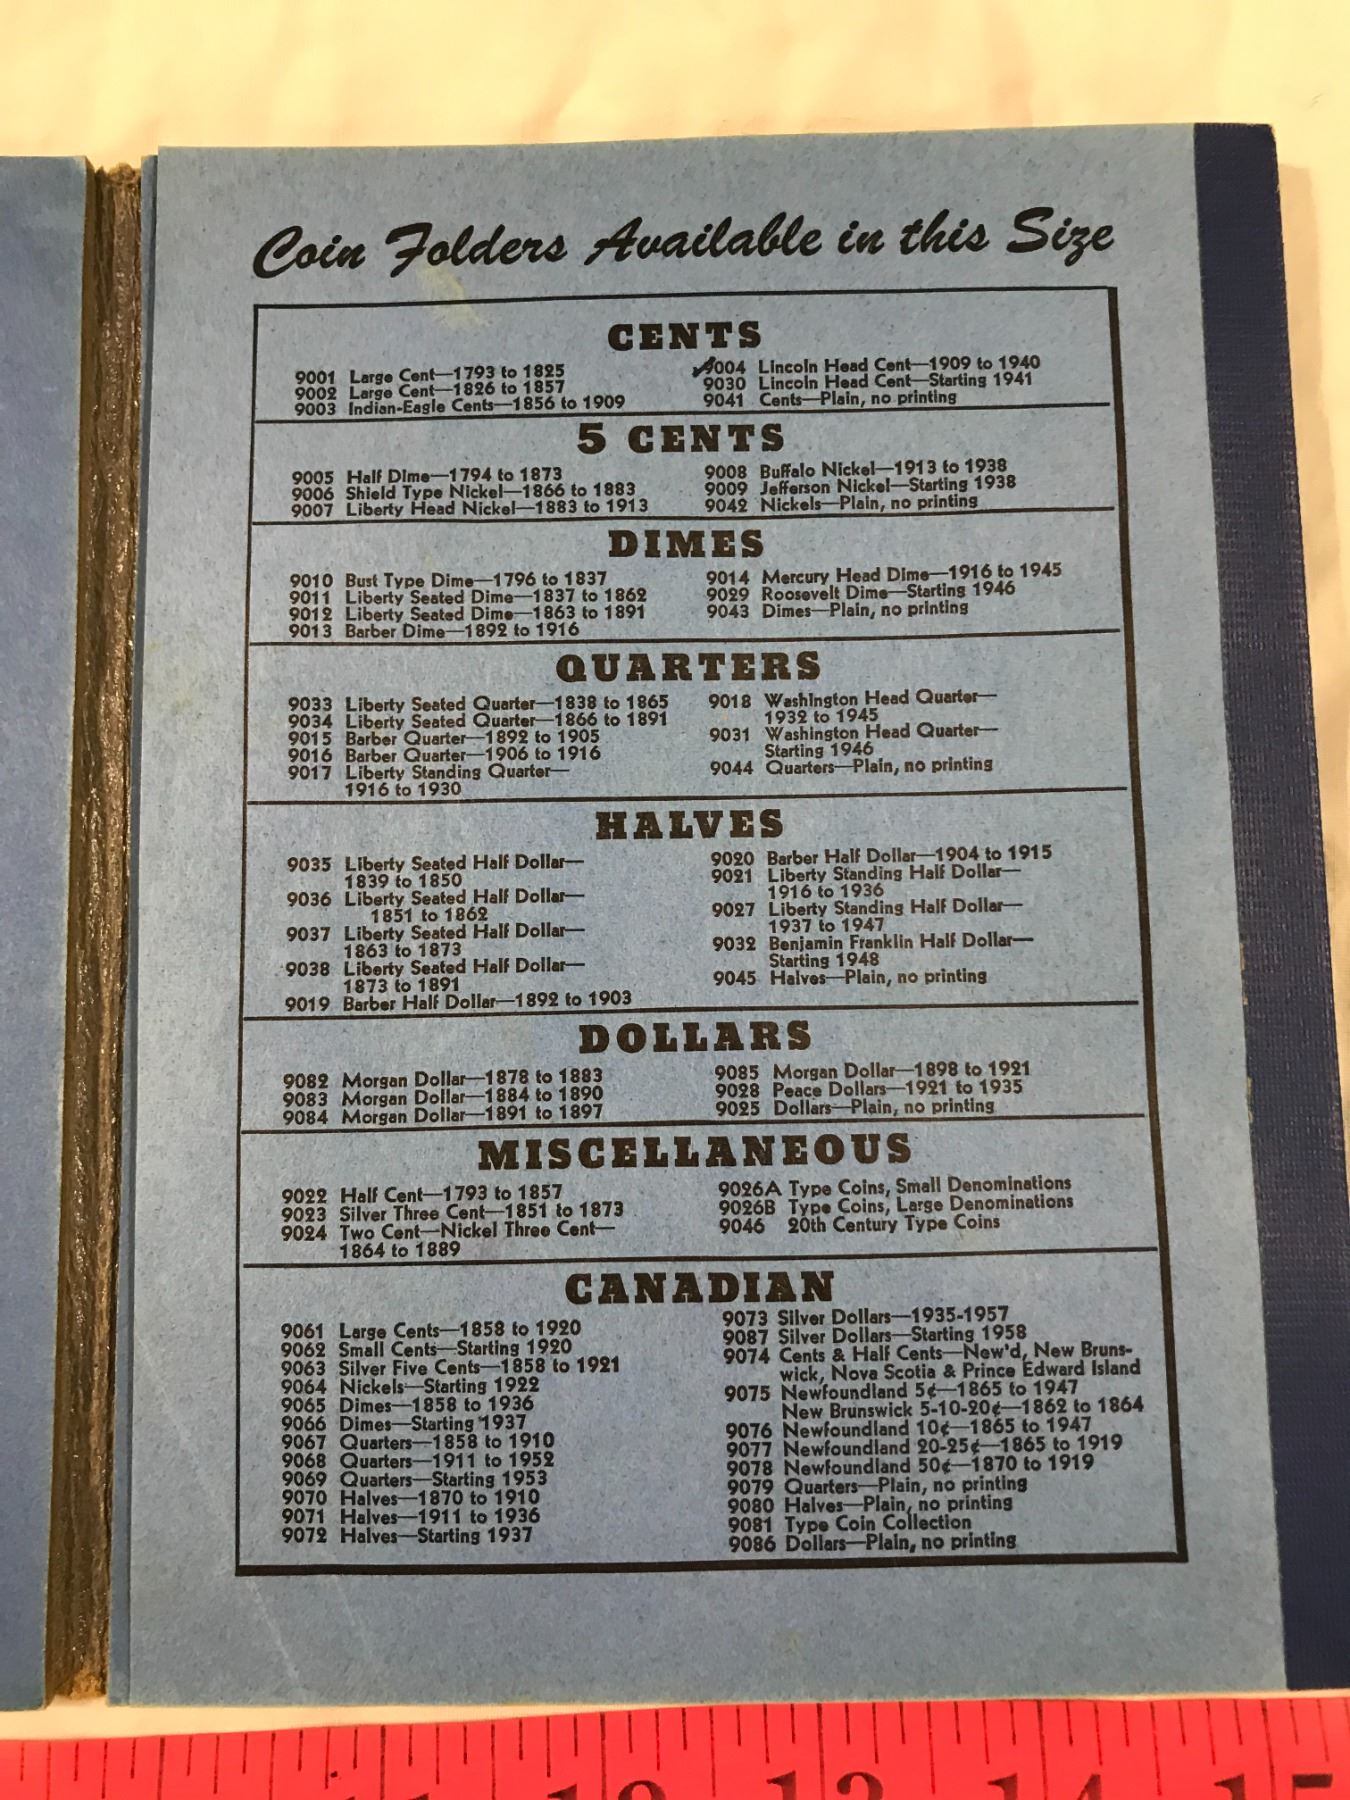 Coin Folders Available in this Size
CENTS
9001 Large Cent—1793 to 1825
9002 Large Cent—1826 to 1857
9003 Indian-Eagle Cents—1856 to 1909
9004 Lincoln Head Cent—1909 to 1940
9030 Lincoln Head Cent—Starting 1941
9041 Cents—Plain, no printing
5 CENTS
9005 Half Dime—1794 to 1873
9006 Shield Type Nickel—1866 to 1883
9007 Liberty Head Nickel—1883 to 1913
9008 Buffalo Nickel—1913 to 1938
9009 Jefferson Nickel—Starting 1938
9042 Nickels—Plain, no printing
DIMES
9010 Bust Type Dime—1796 to 1837
9011 Liberty Seated Dime—1837 to 1862
9012 Liberty Seated Dime—1863 to 1891
9013 Barber Dime—1892 to 1916
9014 Mercury Head Dime—1916 to 1945
9029 Roosevelt Dime—Starting 1946
9043 Dimes—Plain, no printing
QUARTERS
9033 Liberty Seated Quarter—1838 to 1865
9034 Liberty Seated Quarter—1866 to 1891
9015 Barber Quarter—1892 to 1905
9016 Barber Quarter—1906 to 1916
9017 Liberty Standing Quarter—
1916 to 1930
9018 Washington Head Quarter—
1932 to 1945
9031 Washington Head Quarter—
Starting 1946
9044 Quarters—Plain, no printing
HALVES
9035 Liberty Seated Half Dollar—
1839 to 1850
9036 Liberty Seated Half Dollar—
1851 to 1862
9037 Liberty Seated Half Dollar—
1863 to 1873
9038 Liberty Seated Half Dollar—
1873 to 1891
9019 Barber Half Dollar—1892 to 1903
9020 Barber Half Dollar—1904 to 1915
9021 Liberty Standing Half Dollar—
1916 to 1936
9027 Liberty Standing Half Dollar—
1937 to 1947
9032 Benjamin Franklin Half Dollar—
Starting 1948
9045 Halves—Plain, no printing
DOLLARS
9082 Morgan Dollar—1878 to 1883
9083 Morgan Dollar—1884 to 1890
9084 Morgan Dollar—1891 to 1897
9085 Morgan Dollar—1898 to 1921
9028 Peace Dollars—1921 to 1935
9025 Dollars—Plain, no printing
MISCELLANEOUS
9022 Half Cent—1793 to 1857
9023 Silver Three Cent—1851 to 1873
9024 Two Cent—Nickel Three Cent—
1864 to 1889
9026A Type Coins, Small Denominations
9026B Type Coins, Large Denominations
9046 20th Century Type Coins
CANADIAN
9061 Large Cents—1858 to 1920
9062 Small Cents—Starting 1920
9063 Silver Five Cents—1858 to 1921
9064 Nickels—Starting 1922
9065 Dimes—1858 to 1936
9066 Dimes—Starting 1937
9067 Quarters—1858 to 1910
9068 Quarters—1911 to 1952
9069 Quarters—Starting 1953
9070 Halves—1870 to 1910
9071 Halves—1911 to 1936
9072 Halves—Starting 1937
9073 Silver Dollars—1935-1957
9087 Silver Dollars—Starting 1958
9074 Cents & Half Cents—New'd, New Bruns-
wick, Nova Scotia & Prince Edward Island
9075 Newfoundland 5¢—1865 to 1947
New Brunswick 5-10-20¢—1862 to 1864
9076 Newfoundland 10¢—1865 to 1947
9077 Newfoundland 20-25¢—1865 to 1919
9078 Newfoundland 50¢—1870 to 1919
9079 Quarters—Plain, no printing
9080 Halves—Plain, no printing
9081 Type Coin Collection
9086 Dollars—Plain, no printing
11 12 13 14 15